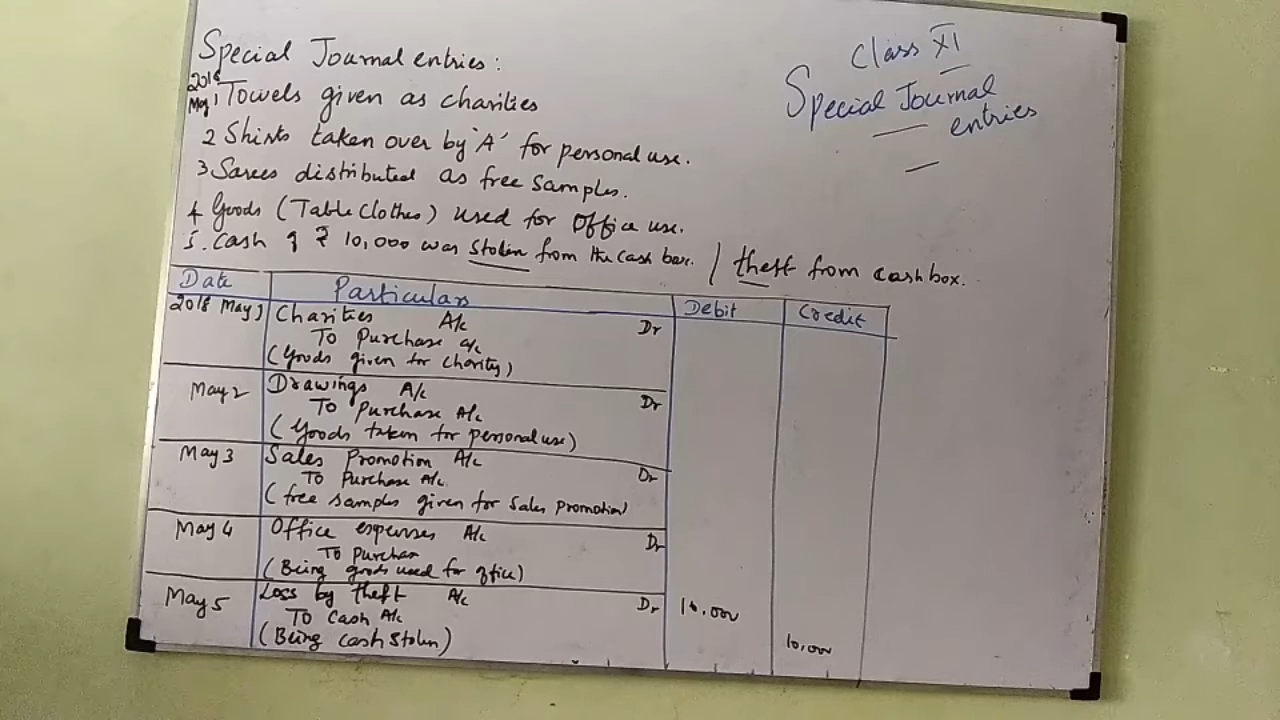 Special Journal entries:
2018
May 1 Towels given as charities
2 Shirts taken over by 'A' for personal use.
3 Sarees distributed as free samples.
4 Goods (Table Clothes) used for Office use.
5. Cash of ₹ 10,000 was stolen from the cash box. / theft from cash box.
Class XI
Special Journal
entries
Date Particulars Debit Credit
2018 May 1 Charities A/c Dr
To Purchase a/c
(Goods given for charity)
May 2 Drawings A/c Dr
To Purchase A/c
(Goods taken for personal use)
May 3 Sales Promotion A/c Dr
To Purchase A/c.
(free samples given for Sales promotion)
May 4 Office expenses A/c Dr
To Purchase
(Being goods used for office)
May 5 Loss by theft A/c Dr 10,000
To Cash A/c
(Being cash stolen) 10,000